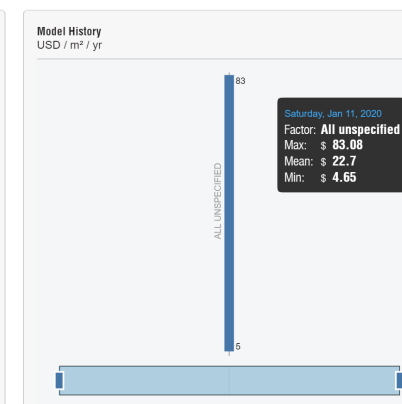 Model History
USD / m² / yr
83
Saturday, Jan 11, 2020
Factor: All unspecified
Max: $ 83.08
Mean: $ 22.7
Min: $ 4.65
ALL UNSPECIFIED
5